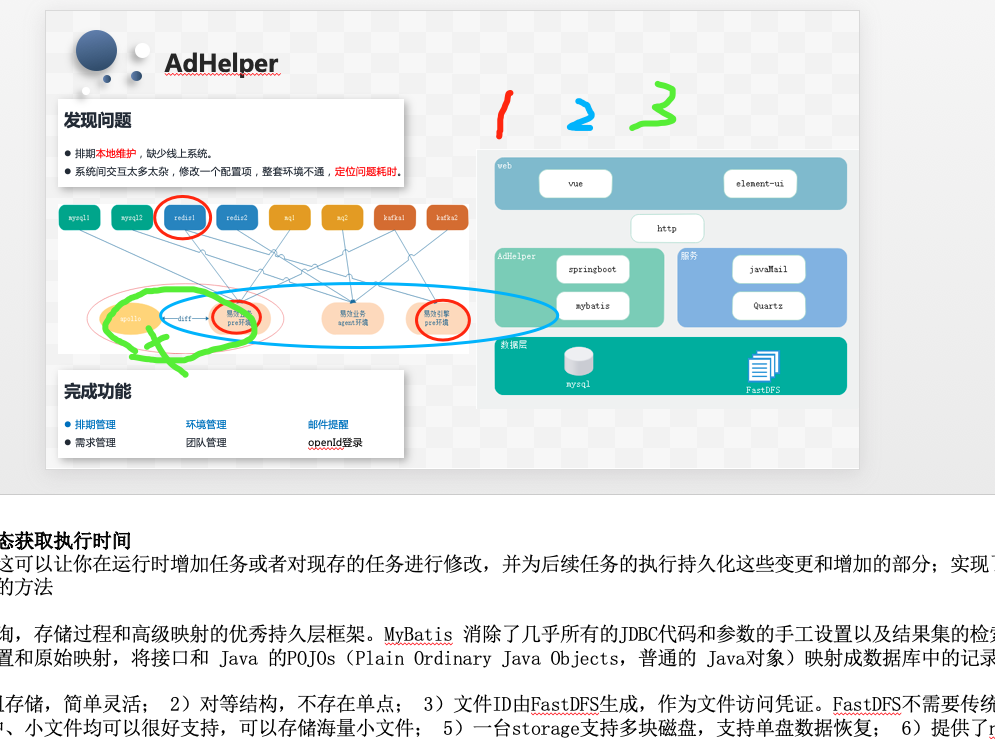 AdHelper
1 2 3
发现问题
排期本地维护，缺少线上系统。
系统间交互太多太杂，修改一个配置项，整套环境不通，定位问题耗时。
mysql1 mysql2 redis1 redis2 mq1 mq2 kafka1 kafka2
apollo diff
pre环境
易效业务
agent环境
易效引擎
pre环境
完成功能
排期管理 环境管理 邮件提醒
需求管理 团队管理 openId登录
web
vue element-ui
http
AdHelper 服务
springboot javaMail
mybatis Quartz
数据层
mysql FastDFS
态获取执行时间
这可以让你在运行时增加任务或者对现存的任务进行修改，并为后续任务的执行持久化这些变更和增加的部分；实现
的方法
询，存储过程和高级映射的优秀持久层框架。MyBatis 消除了几乎所有的JDBC代码和参数的手工设置以及结果集的检
置和原始映射，将接口和 Java 的POJOs（Plain Ordinary Java Objects，普通的 Java对象）映射成数据库中的记录
存储，简单灵活； 2）对等结构，不存在单点； 3）文件ID由FastDFS生成，作为文件访问凭证。FastDFS不需要传统
、小文件均可以很好支持，可以存储海量小文件； 5）一台storage支持多块磁盘，支持单盘数据恢复； 6）提供了